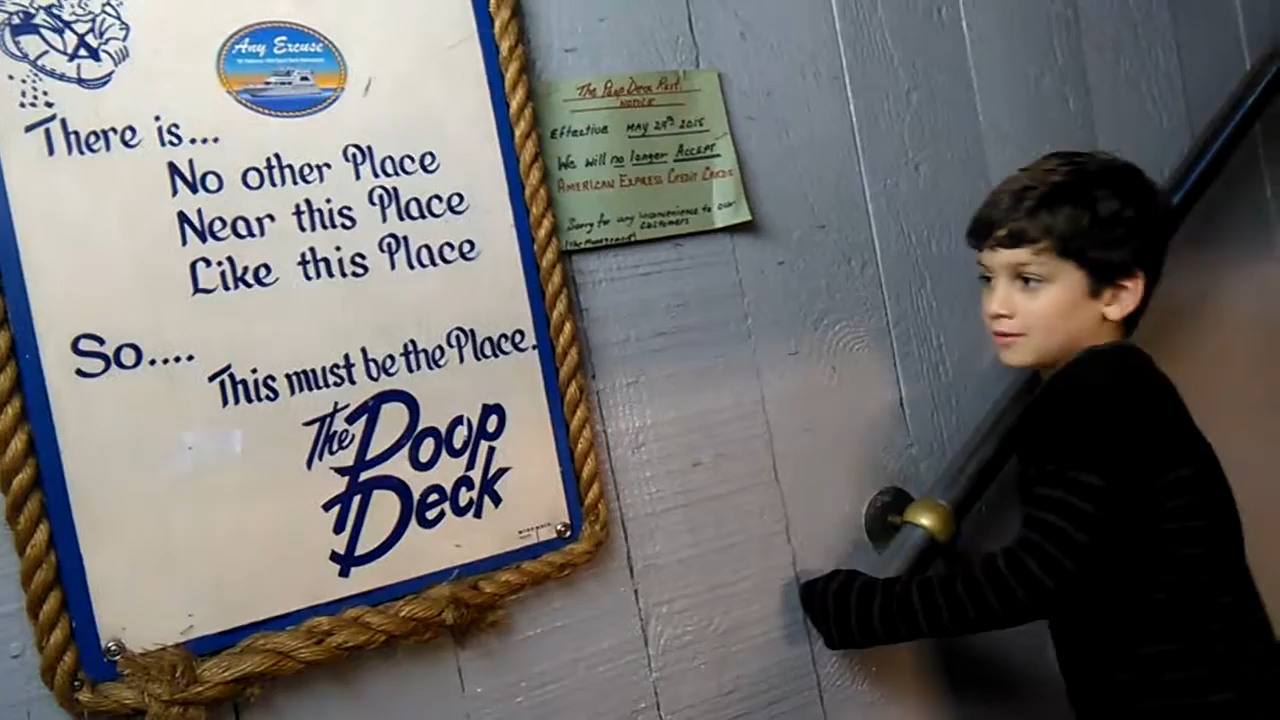 Any Excuse
There is...
No other Place
Near this Place
Like this Place
So....
This must be the Place.
The
Poop
Deck
The Poop Deck Rest.
NOTICE
Effective MAY 29th 2015
We will no longer ACCEPT
AMERICAN EXPRESS CREDIT CARDS
Sorry for any inconvenience to our
customers